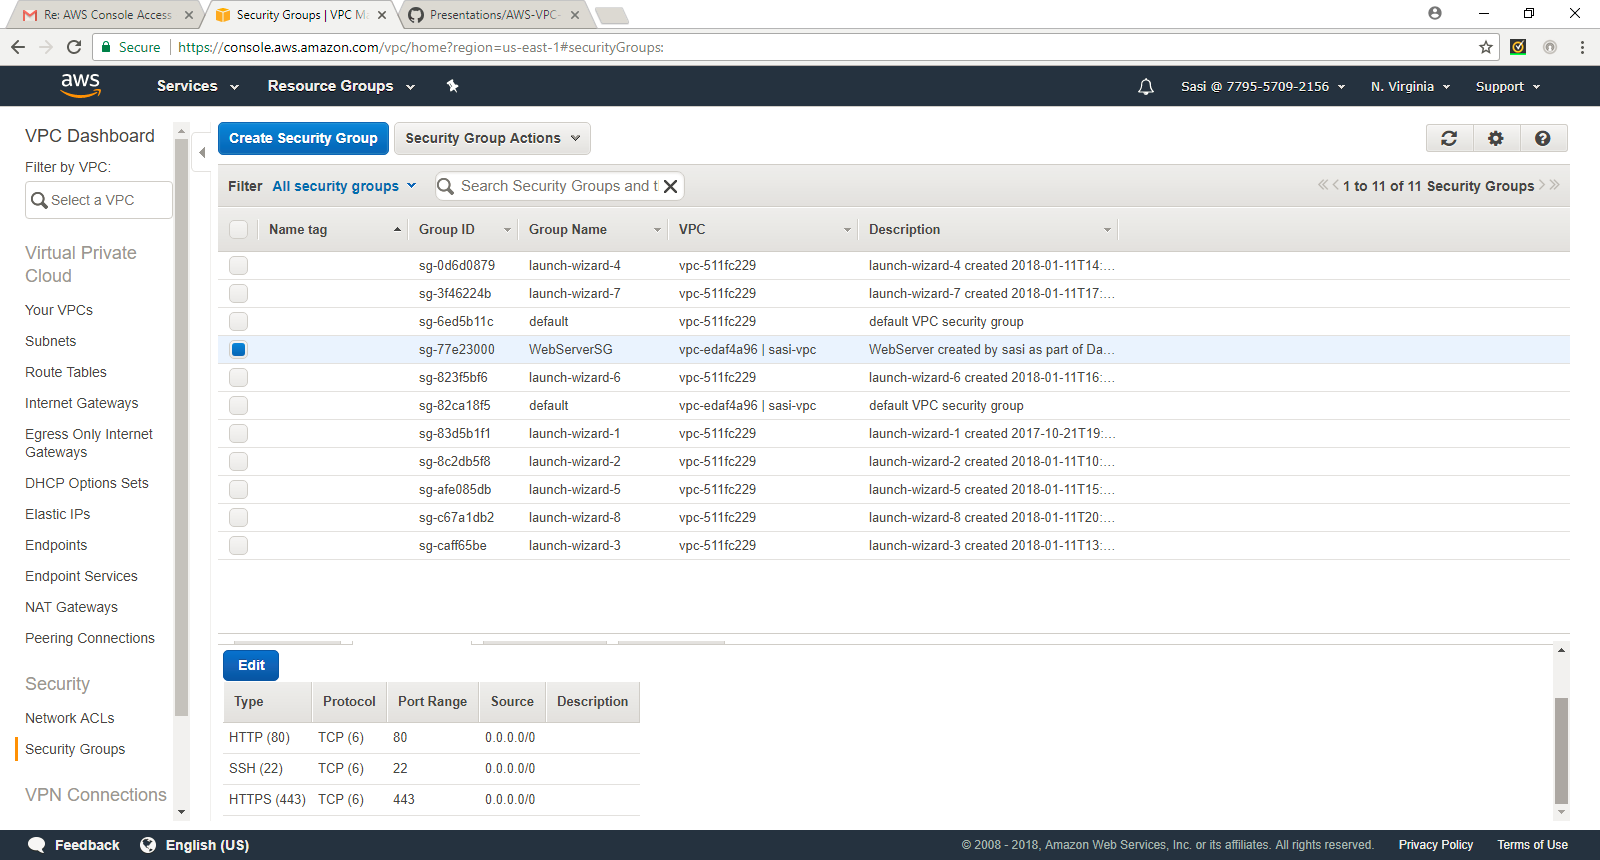 Re: AWS Console Access
Security Groups | VPC Ma
Presentations/AWS-VPC-
Secure
https://console.aws.amazon.com/vpc/home?region=us-east-1#securityGroups:
aws
Services
Resource Groups
Sasi @ 7795-5709-2156
N. Virginia
Support
VPC Dashboard
Filter by VPC:
Select a VPC
Virtual Private
Cloud
Your VPCs
Subnets
Route Tables
Internet Gateways
Egress Only Internet
Gateways
DHCP Options Sets
Elastic IPs
Endpoints
Endpoint Services
NAT Gateways
Peering Connections
Security
Network ACLs
Security Groups
VPN Connections
Create Security Group
Security Group Actions
Filter All security groups
Search Security Groups and t
1 to 11 of 11 Security Groups
Name tag Group ID Group Name VPC Description
sg-0d6d0879 launch-wizard-4 vpc-511fc229 launch-wizard-4 created 2018-01-11T14:...
sg-3f46224b launch-wizard-7 vpc-511fc229 launch-wizard-7 created 2018-01-11T17:...
sg-6ed5b11c default vpc-511fc229 default VPC security group
sg-77e23000 WebServerSG vpc-edaf4a96 | sasi-vpc WebServer created by sasi as part of Da...
sg-823f5bf6 launch-wizard-6 vpc-511fc229 launch-wizard-6 created 2018-01-11T16:...
sg-82ca18f5 default vpc-edaf4a96 | sasi-vpc default VPC security group
sg-83d5b1f1 launch-wizard-1 vpc-511fc229 launch-wizard-1 created 2017-10-21T19:...
sg-8c2db5f8 launch-wizard-2 vpc-511fc229 launch-wizard-2 created 2018-01-11T10:...
sg-afe085db launch-wizard-5 vpc-511fc229 launch-wizard-5 created 2018-01-11T15:...
sg-c67a1db2 launch-wizard-8 vpc-511fc229 launch-wizard-8 created 2018-01-11T20:...
sg-caff65be launch-wizard-3 vpc-511fc229 launch-wizard-3 created 2018-01-11T13:...
Edit
Type Protocol Port Range Source Description
HTTP (80) TCP (6) 80 0.0.0.0/0
SSH (22) TCP (6) 22 0.0.0.0/0
HTTPS (443) TCP (6) 443 0.0.0.0/0
Feedback
English (US)
© 2008 - 2018, Amazon Web Services, Inc. or its affiliates. All rights reserved.
Privacy Policy
Terms of Use